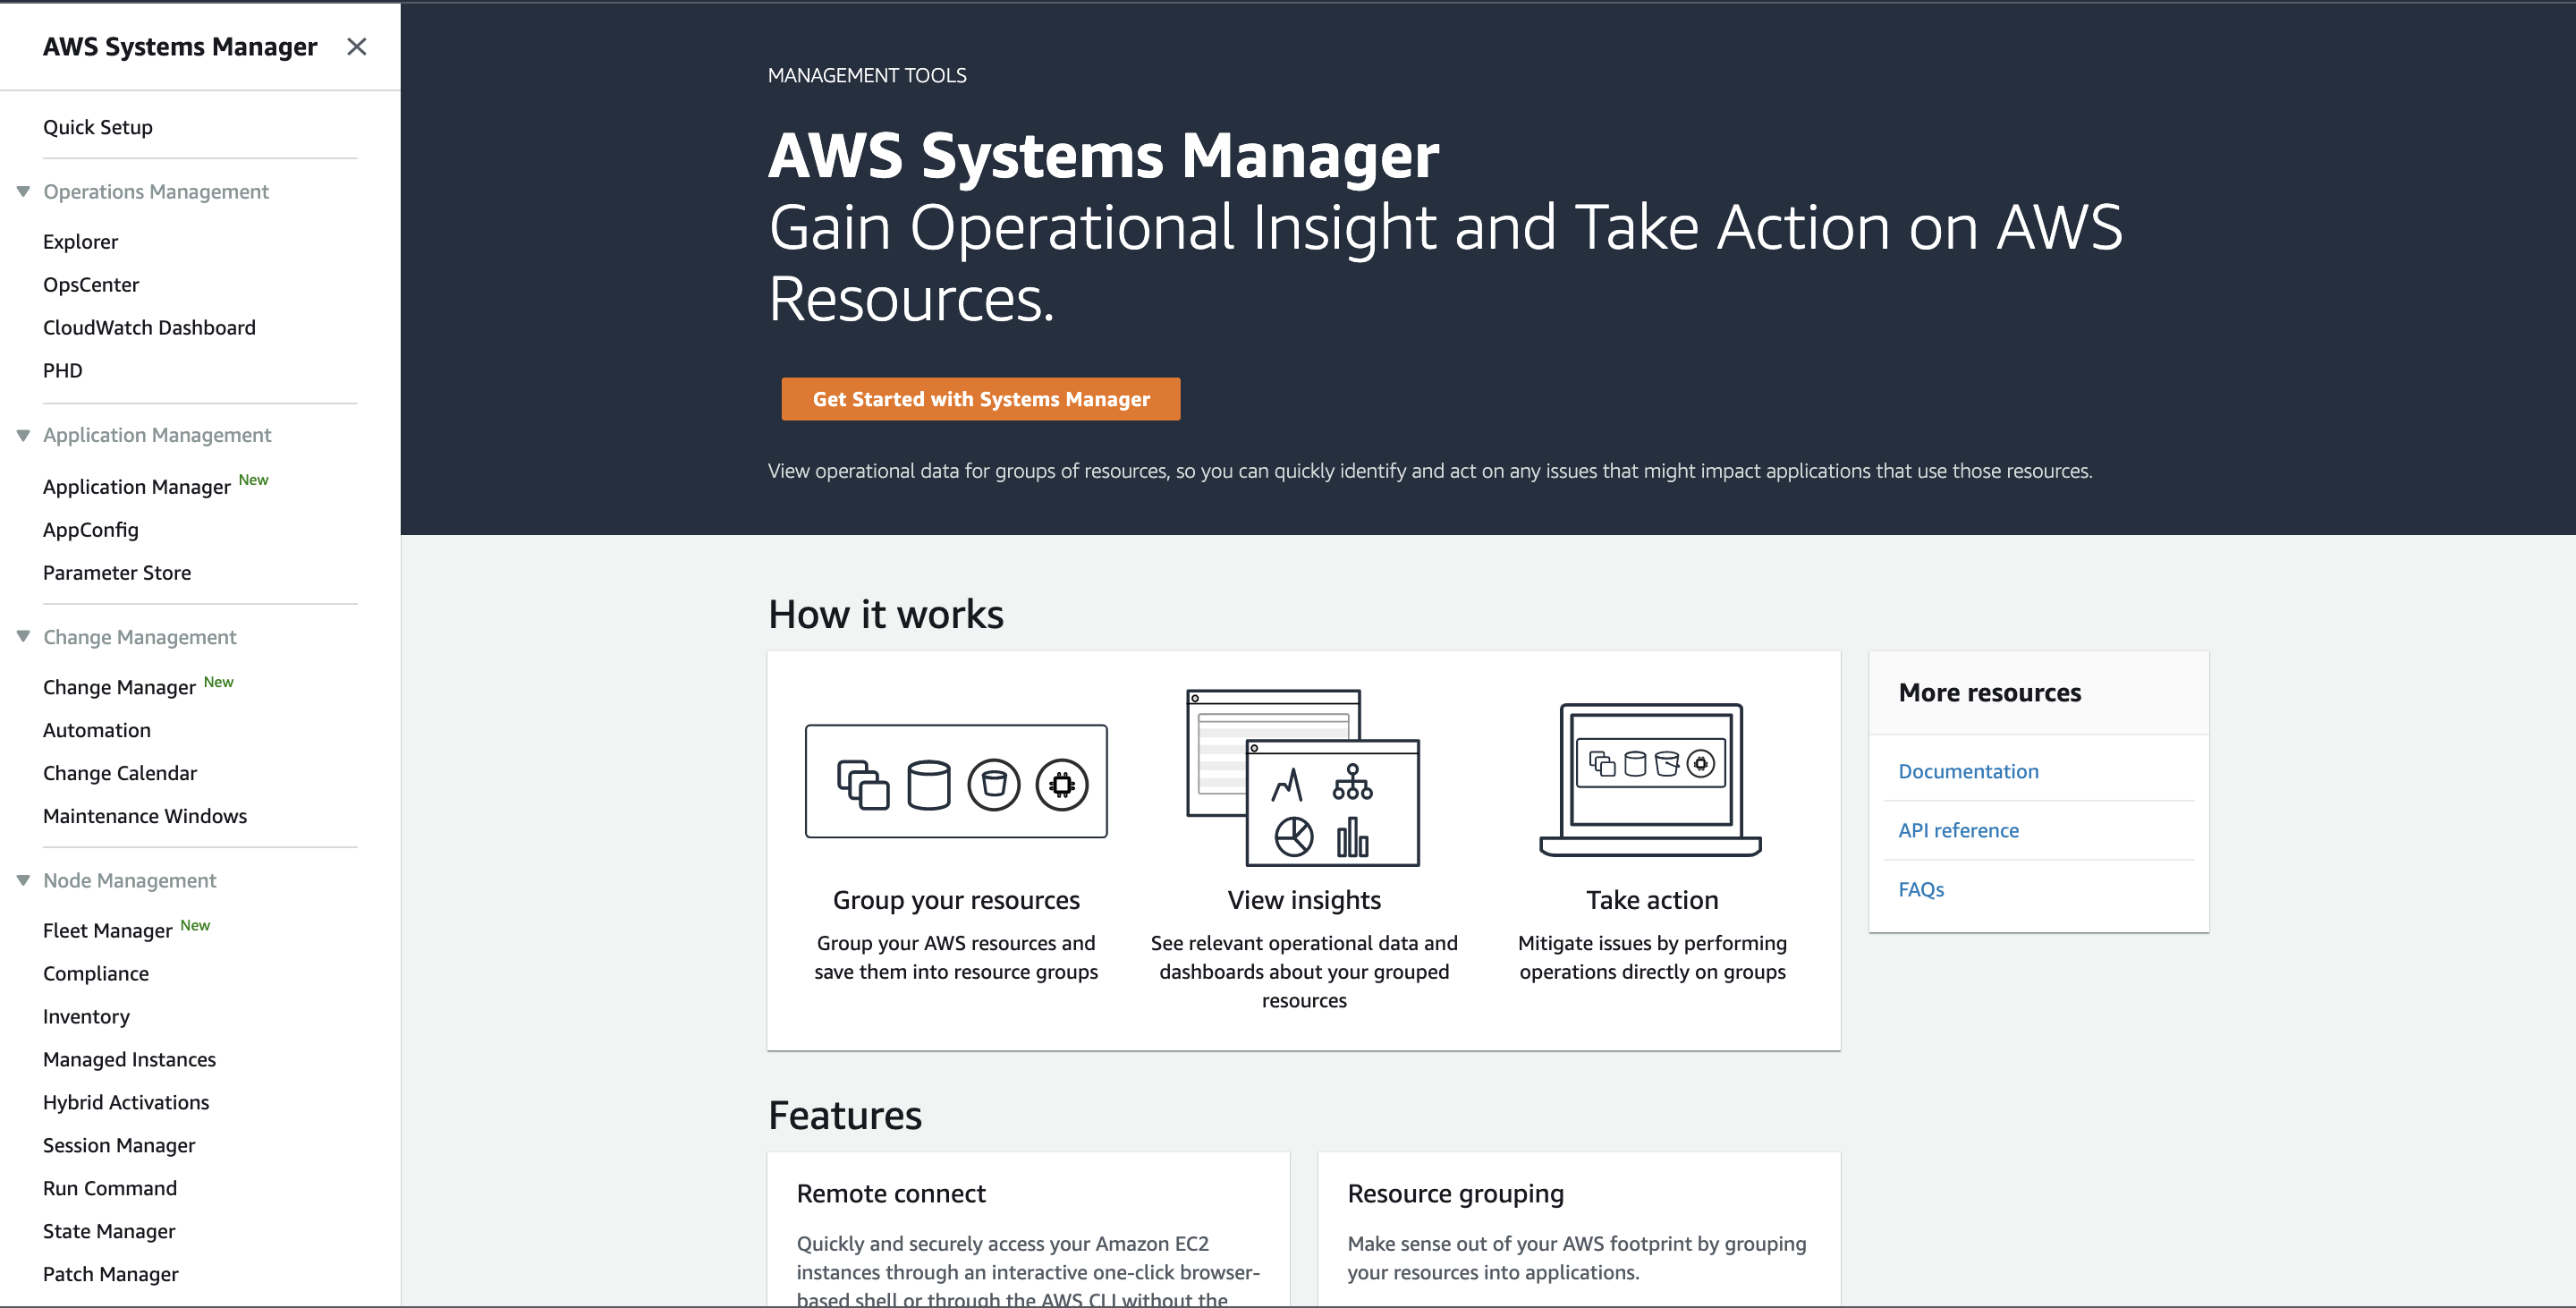 AWS Systems Manager
Quick Setup
Operations Management
Explorer
OpsCenter
CloudWatch Dashboard
PHD
Application Management
Application Manager New
AppConfig
Parameter Store
Change Management
Change Manager New
Automation
Change Calendar
Maintenance Windows
Node Management
Fleet Manager New
Compliance
Inventory
Managed Instances
Hybrid Activations
Session Manager
Run Command
State Manager
Patch Manager
MANAGEMENT TOOLS
AWS Systems Manager
Gain Operational Insight and Take Action on AWS
Resources.
Get Started with Systems Manager
View operational data for groups of resources, so you can quickly identify and act on any issues that might impact applications that use those resources.
How it works
Group your resources
Group your AWS resources and
save them into resource groups
View insights
See relevant operational data and
dashboards about your grouped
resources
Take action
Mitigate issues by performing
operations directly on groups
More resources
Documentation
API reference
FAQs
Features
Remote connect
Quickly and securely access your Amazon EC2
instances through an interactive one-click browser-
based shell or through the AWS CLI without the
Resource grouping
Make sense out of your AWS footprint by grouping
your resources into applications.